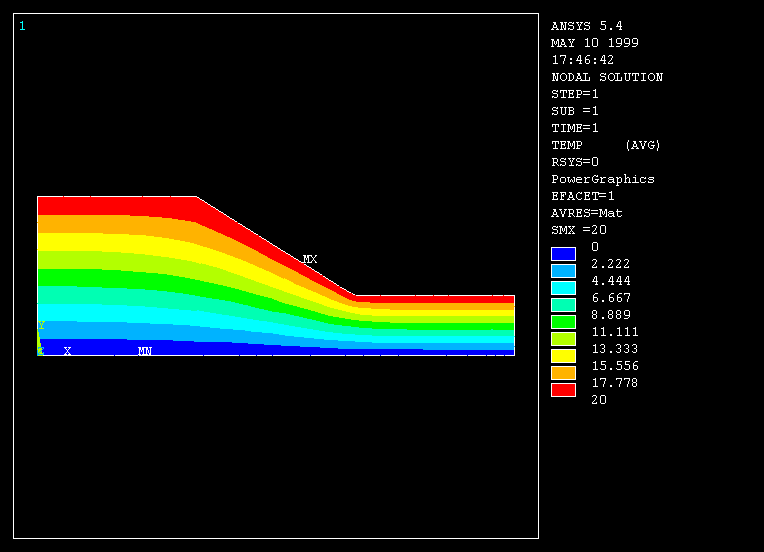 1
ANSYS 5.4
MAY 10 1999
17:46:42
NODAL SOLUTION
STEP=1
SUB =1
TIME=1
TEMP (AVG)
RSYS=0
PowerGraphics
EFACET=1
AVRES=Mat
SMX =20
0
2.222
4.444
6.667
8.889
11.111
13.333
15.556
17.778
20
MX
Y
X
MN